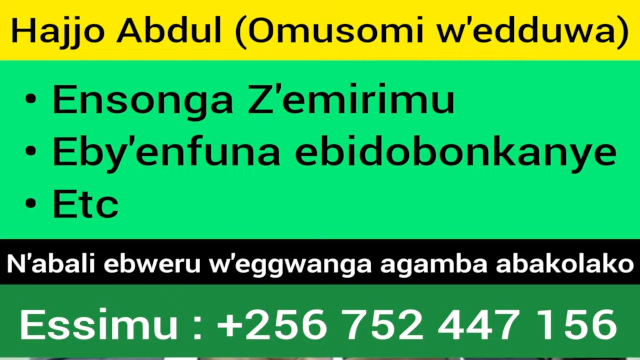 Hajjo Abdul (Omusomi w'edduwa)
• Ensonga Z'emirimu
• Eby'enfuna ebidobonkanye
• Etc
N'abali ebweru w'eggwanga agamba abakolako
Essimu : +256 752 447 156